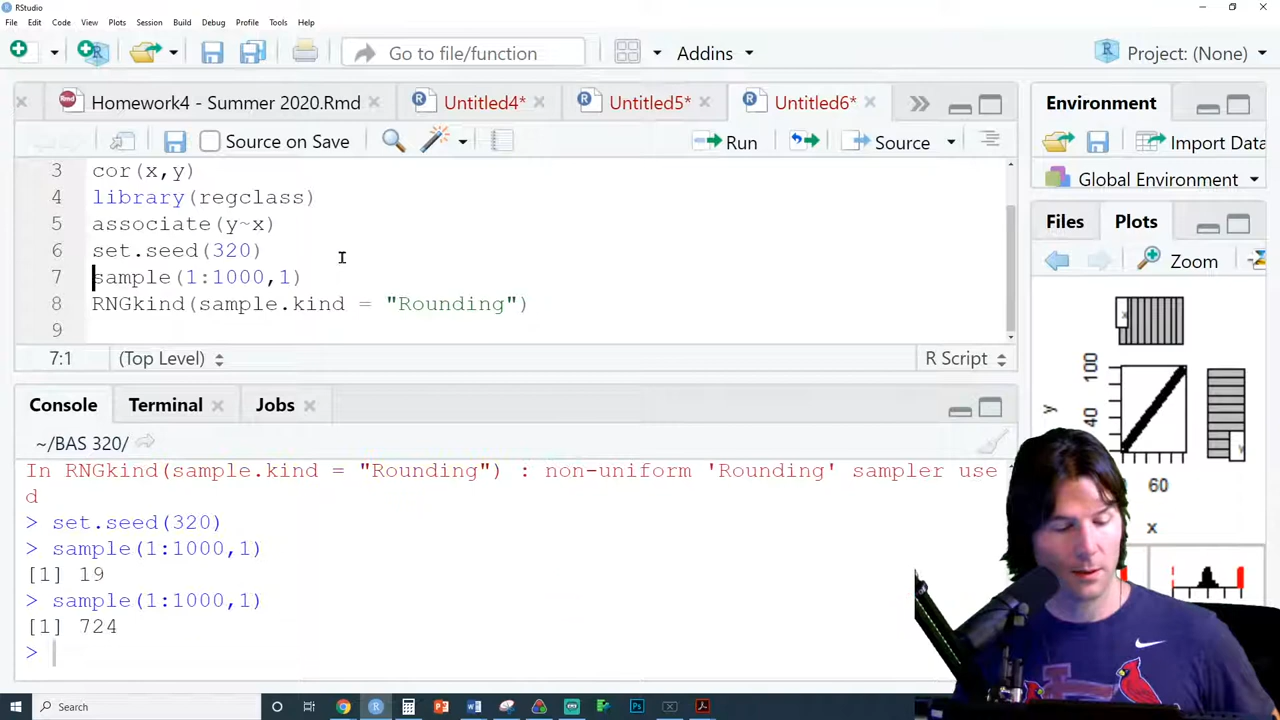 RStudio
File Edit Code View Plots Session Build Debug Profile Tools Help
Go to file/function Addins Project: (None)
Homework4 - Summer 2020.Rmd Untitled4* Untitled5* Untitled6* Environment
Source on Save Run Source Import Data
Global Environment
3 cor(x,y)
4 library(regclass)
5 associate(y~x)
6 set.seed(320)
7 sample(1:1000,1)
8 RNGkind(sample.kind = "Rounding")
9
7:1 (Top Level) R Script
Files Plots
Zoom
x
100
40
y
y
60
x
Console Terminal Jobs
~/BAS 320/
In RNGkind(sample.kind = "Rounding") : non-uniform 'Rounding' sampler use
d
> set.seed(320)
> sample(1:1000,1)
[1] 19
> sample(1:1000,1)
[1] 724
>
Search